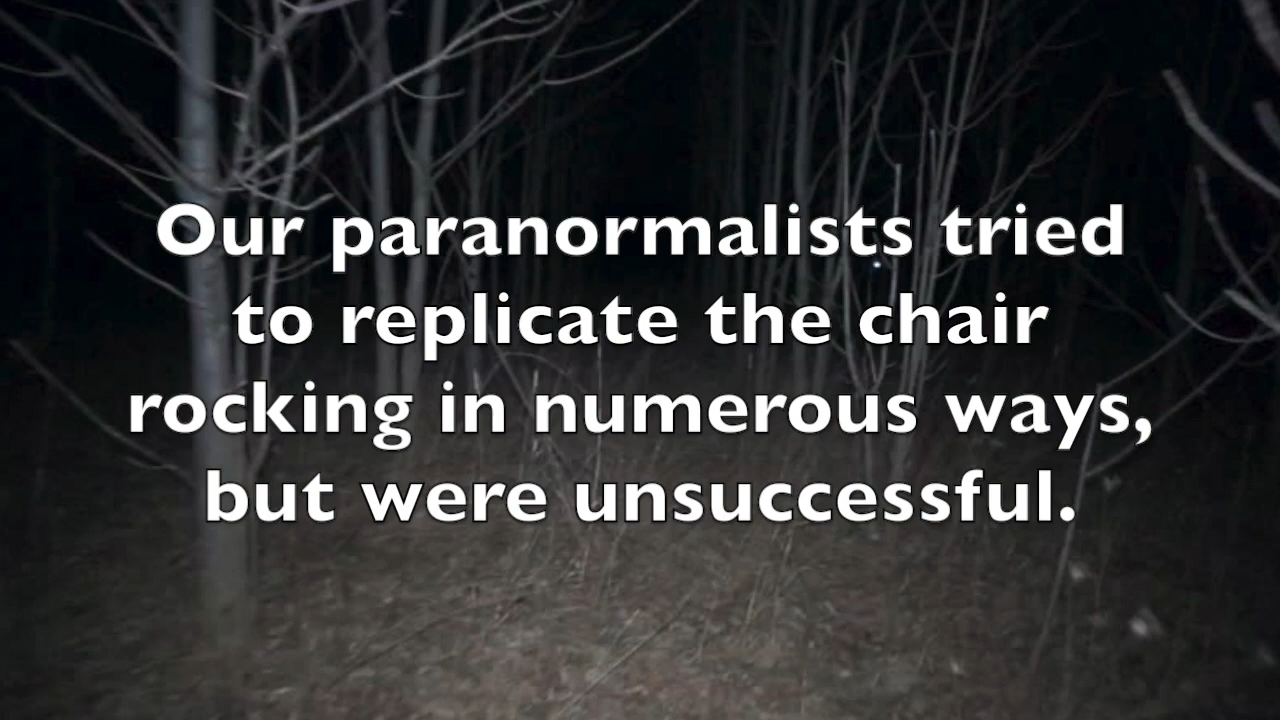 Our paranormalists tried
to replicate the chair
rocking in numerous ways,
but were unsuccessful.